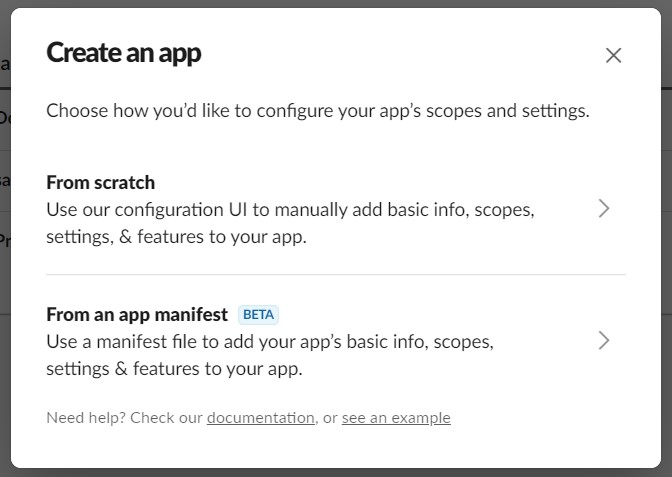 Create an app
Choose how you’d like to configure your app’s scopes and settings.
From scratch
Use our configuration UI to manually add basic info, scopes,
settings, & features to your app.
From an app manifest BETA
Use a manifest file to add your app’s basic info, scopes,
settings & features to your app.
Need help? Check our documentation, or see an example